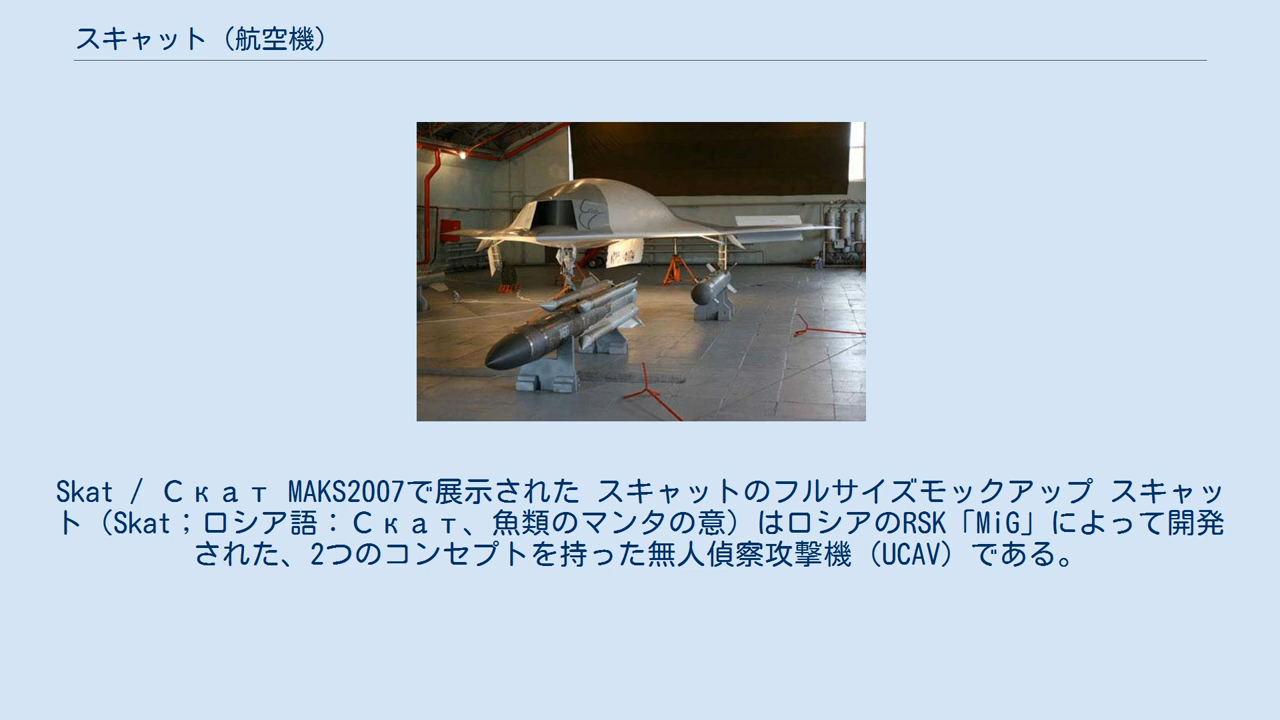 スキャット（航空機）
Skat / Скат MAKS2007で展示された スキャットのフルサイズモックアップ スキャッ
ト（Skat；ロシア語：Скат、魚類のマンタの意）はロシアのRSK「MiG」によって開発
された、2つのコンセプトを持った無人偵察攻撃機（UCAV）である。